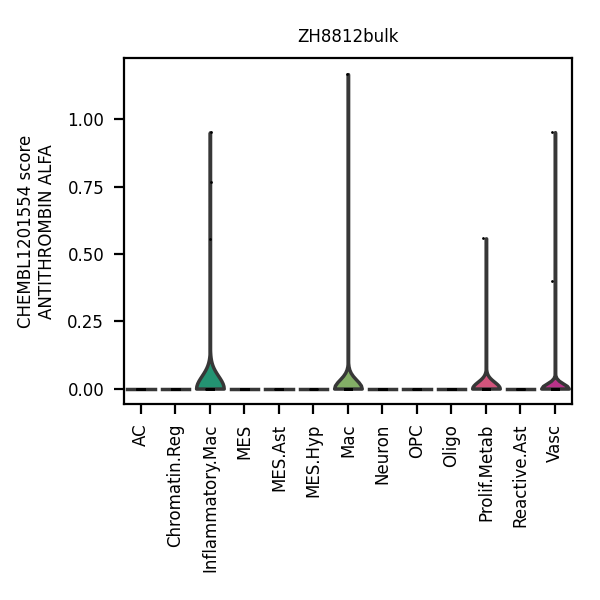 ZH8812bulk
CHEMBL1201554 score
ANTITHROMBIN ALFA
1.00
0.75
0.50
0.25
0.00
AC
Chromatin.Reg
Inflammatory.Mac
MES
MES.Ast
MES.Hyp
Mac
Neuron
OPC
Oligo
Prolif.Metab
Reactive.Ast
Vasc